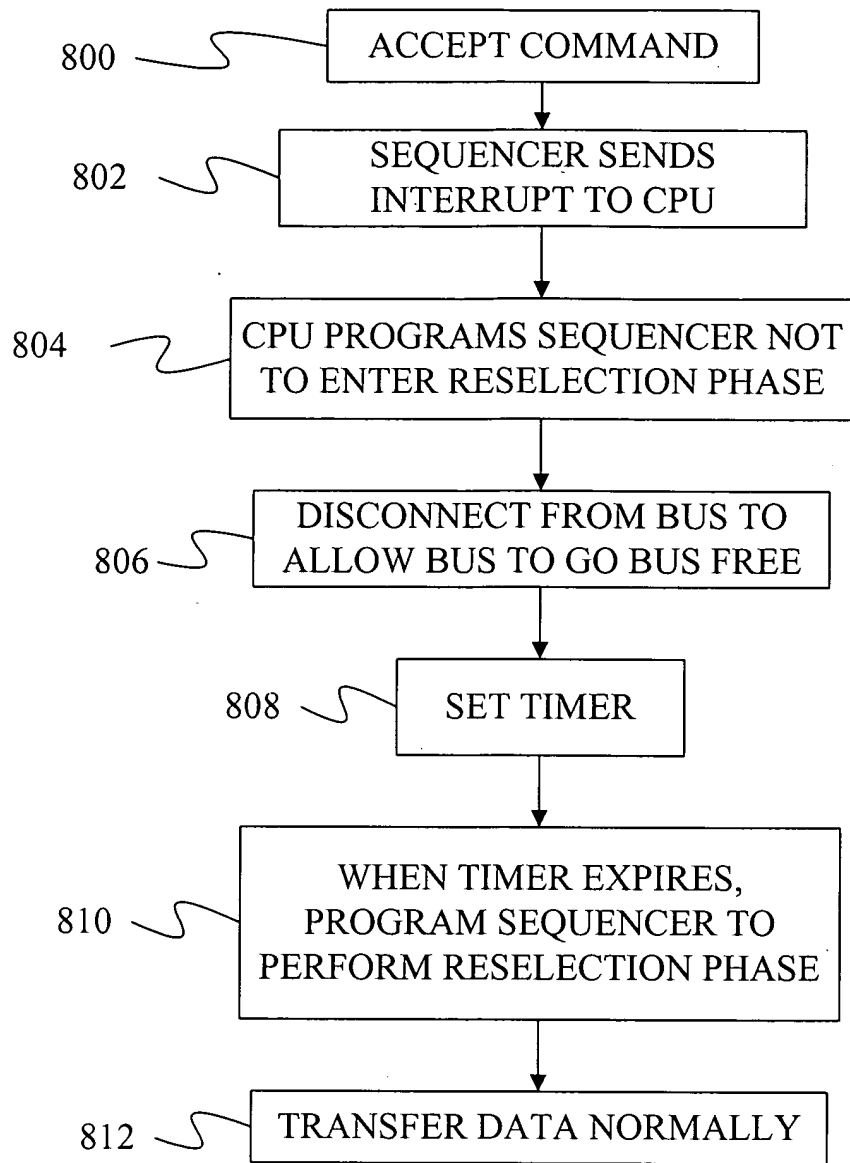 800
ACCEPT COMMAND
802
SEQUENCER SENDS
INTERRUPT TO CPU
804
CPU PROGRAMS SEQUENCER NOT
TO ENTER RESELECTION PHASE
806
DISCONNECT FROM BUS TO
ALLOW BUS TO GO BUS FREE
808
SET TIMER
810
WHEN TIMER EXPIRES,
PROGRAM SEQUENCER TO
PERFORM RESELECTION PHASE
812
TRANSFER DATA NORMALLY